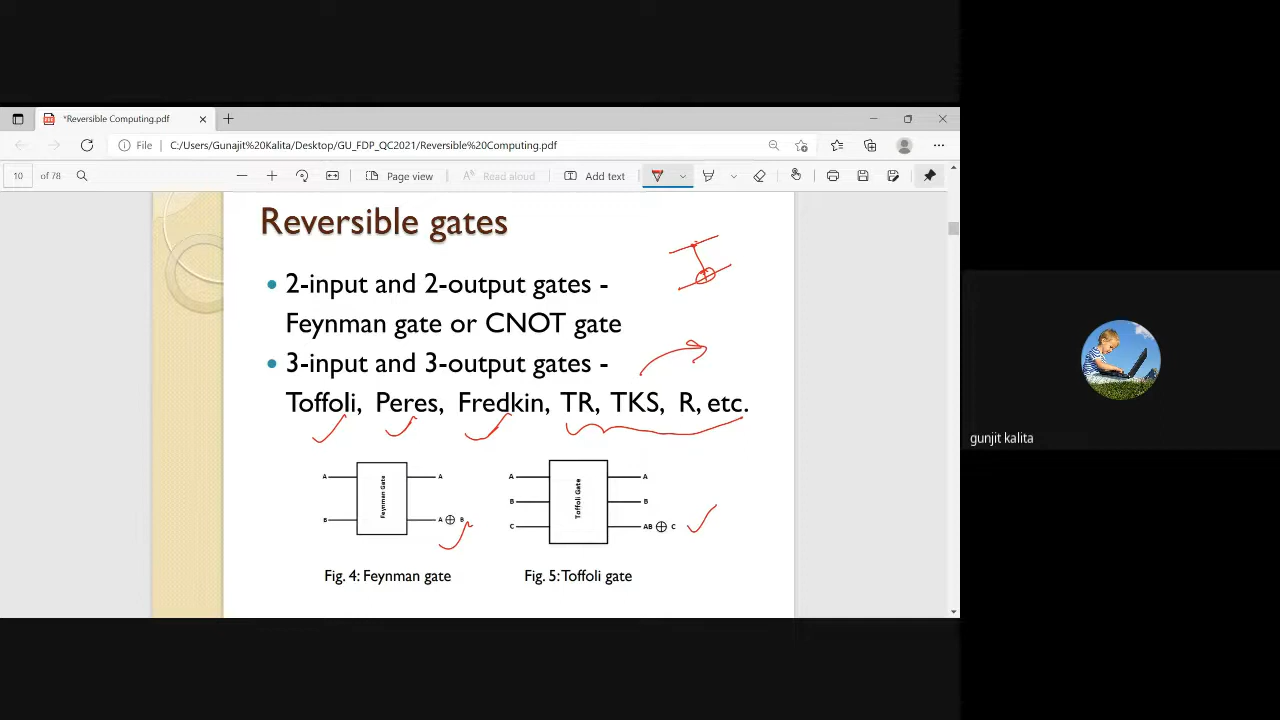 *Reversible Computing.pdf
File C:/Users/Gunajit%20Kalita/Desktop/GU_FDP_QC2021/Reversible%20Computing.pdf
10 of 78 Page view Read aloud Add text
Reversible gates
• 2-input and 2-output gates -
Feynman gate or CNOT gate
• 3-input and 3-output gates -
Toffoli, Peres, Fredkin, TR, TKS, R, etc.
A Feynman Gate A
B A ⊕ B
A Toffoli Gate A
B B
C AB ⊕ C
Fig. 4: Feynman gate
Fig. 5: Toffoli gate
gunjit kalita